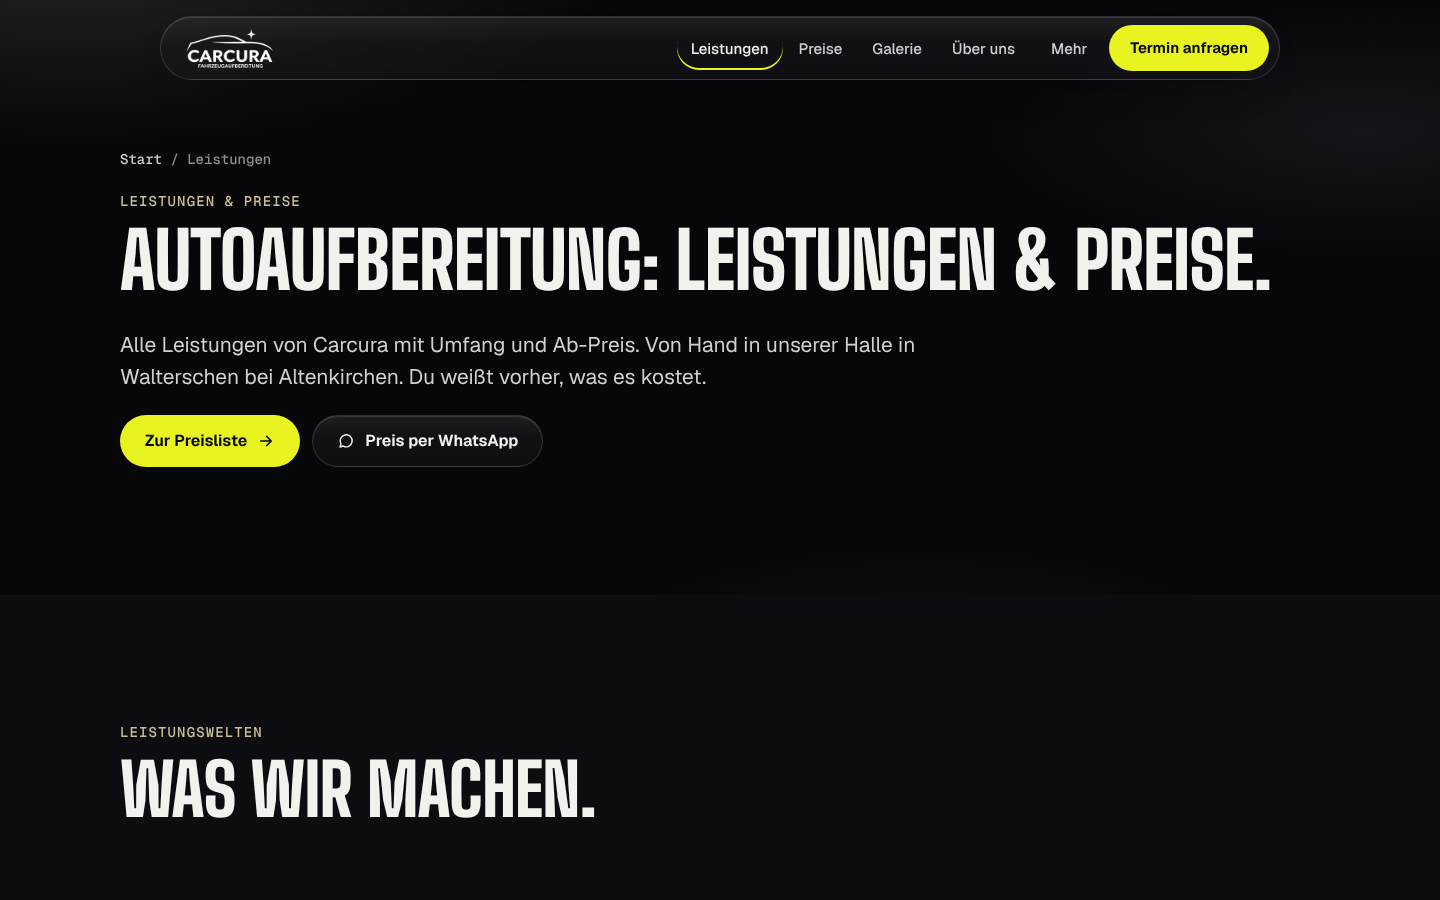 CARCURA
FAHRZEUGAUFBEREITUNG
Leistungen
Preise
Galerie
Über uns
Mehr
Termin anfragen
Start / Leistungen
LEISTUNGEN & PREISE
AUTOAUFBEREITUNG: LEISTUNGEN & PREISE.
Alle Leistungen von Carcura mit Umfang und Ab-Preis. Von Hand in unserer Halle in
Walterschen bei Altenkirchen. Du weißt vorher, was es kostet.
Zur Preisliste
Preis per WhatsApp
LEISTUNGSWELTEN
WAS WIR MACHEN.